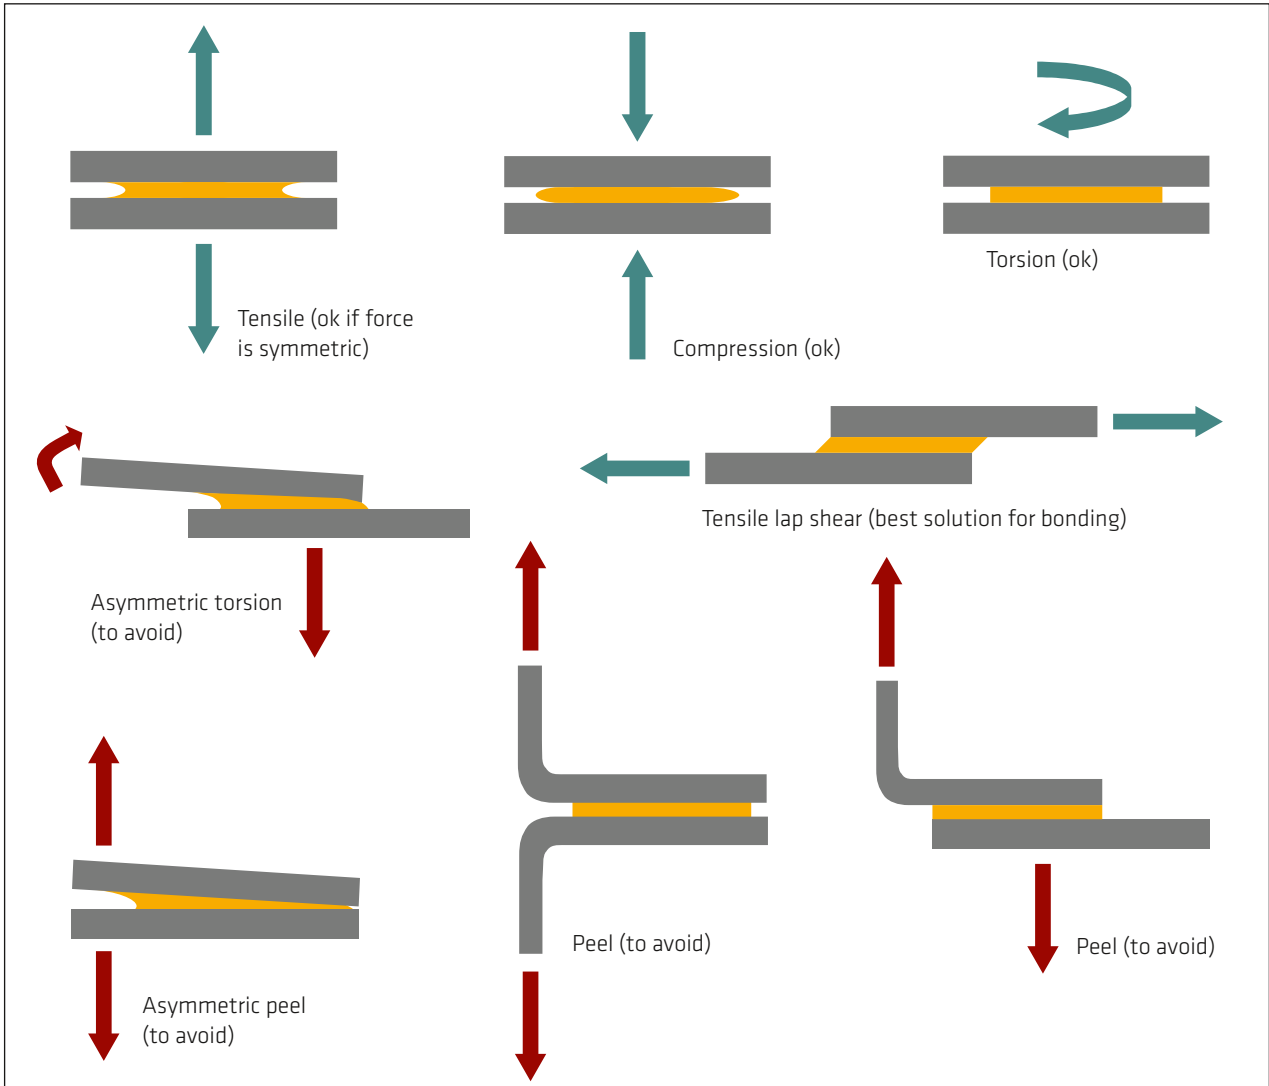 Tensile (ok if force
is symmetric)
Compression (ok)
Torsion (ok)
Asymmetric torsion
(to avoid)
Tensile lap shear (best solution for bonding)
Asymmetric peel
(to avoid)
Peel (to avoid)
Peel (to avoid)